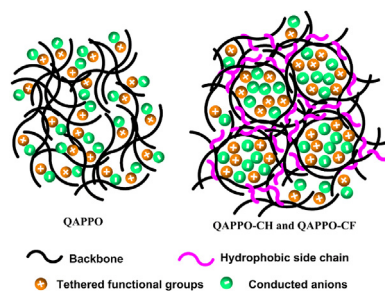 QAPPO
QAPPO-CH and QAPPO-CF
Backbone
Hydrophobic side chain
Tethered functional groups
Conducted anions